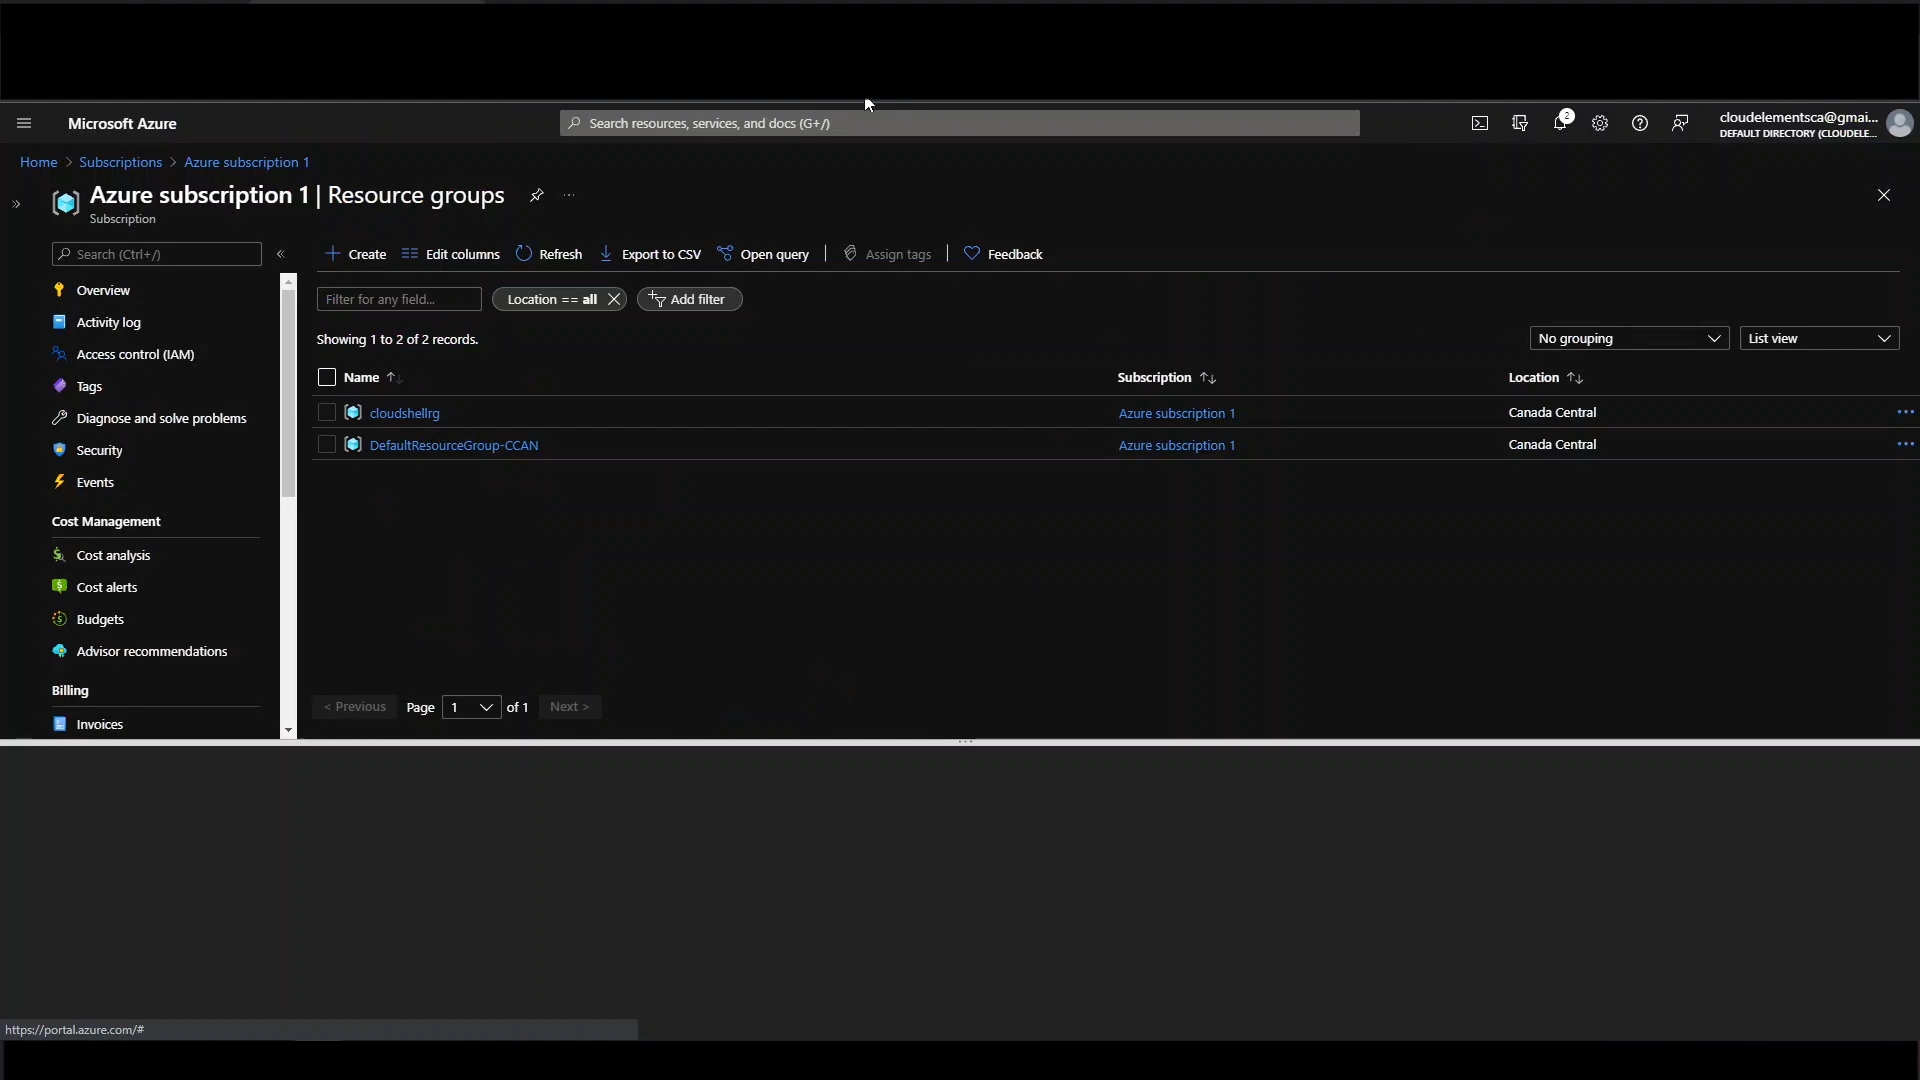 Microsoft Azure
Search resources, services, and docs (G+/)
2
cloudelementsca@gmai...
DEFAULT DIRECTORY (CLOUDELE...
Home > Subscriptions > Azure subscription 1
Azure subscription 1 | Resource groups
Subscription
Search (Ctrl+/)
Create
Edit columns
Refresh
Export to CSV
Open query
Assign tags
Feedback
Overview
Activity log
Access control (IAM)
Tags
Diagnose and solve problems
Security
Events
Cost Management
Cost analysis
Cost alerts
Budgets
Advisor recommendations
Billing
Invoices
Filter for any field...
Location == all
Add filter
Showing 1 to 2 of 2 records.
No grouping
List view
Name Subscription Location
cloudshellrg Azure subscription 1 Canada Central
DefaultResourceGroup-CCAN Azure subscription 1 Canada Central
< Previous Page 1 of 1 Next >
https://portal.azure.com/#